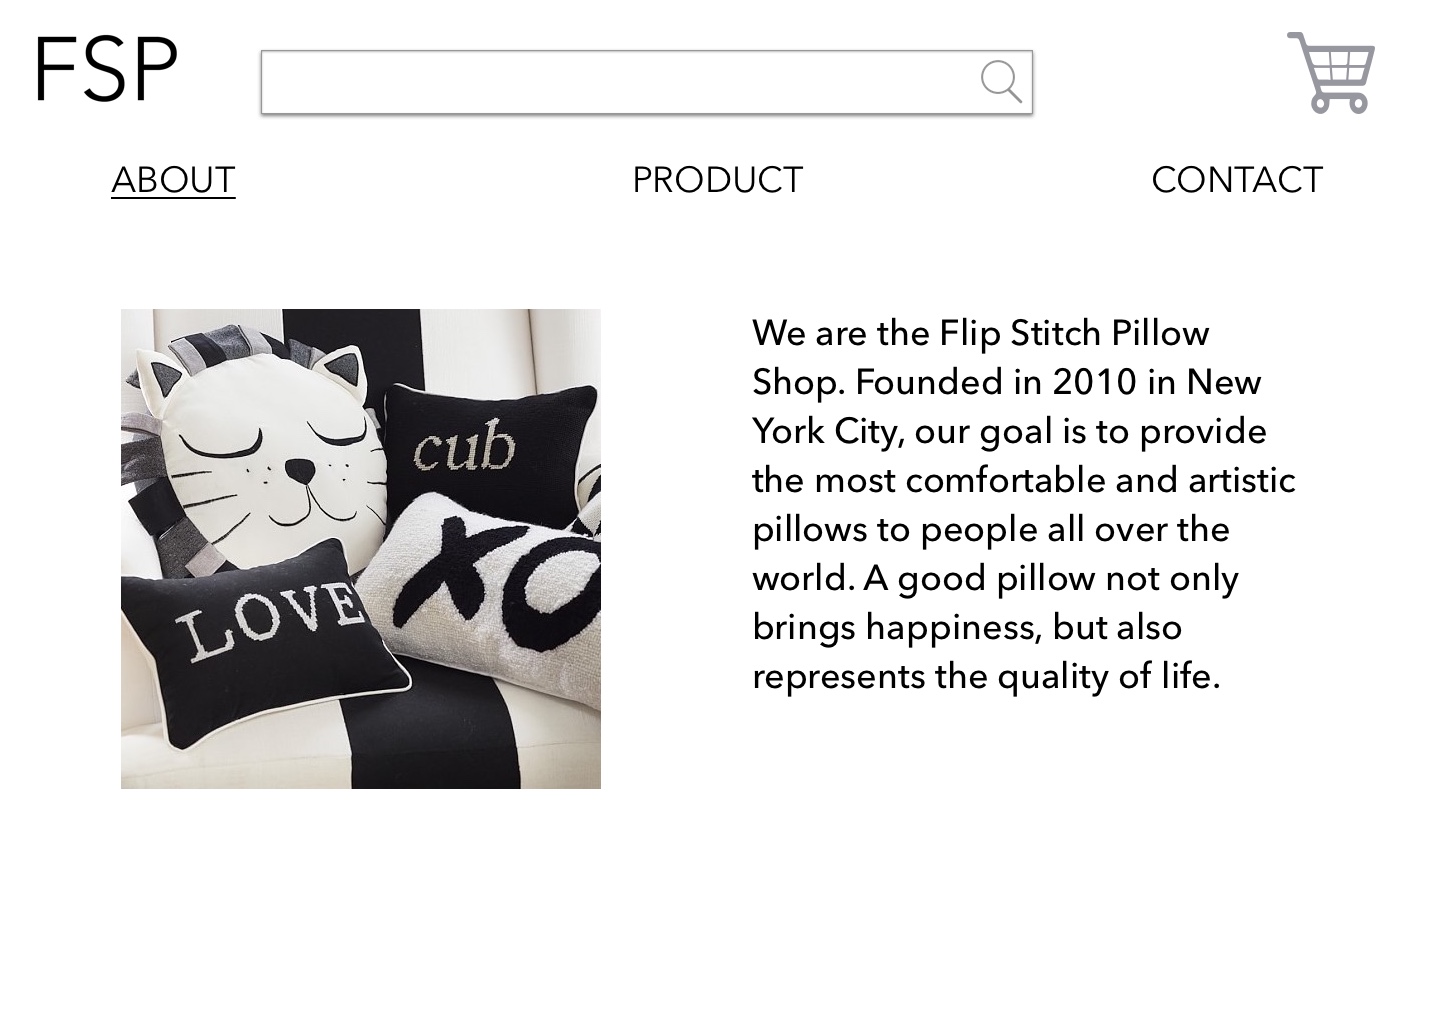 FSP
ABOUT
PRODUCT
CONTACT
cub
XO
LOVE
We are the Flip Stitch Pillow
Shop. Founded in 2010 in New
York City, our goal is to provide
the most comfortable and artistic
pillows to people all over the
world. A good pillow not only
brings happiness, but also
represents the quality of life.